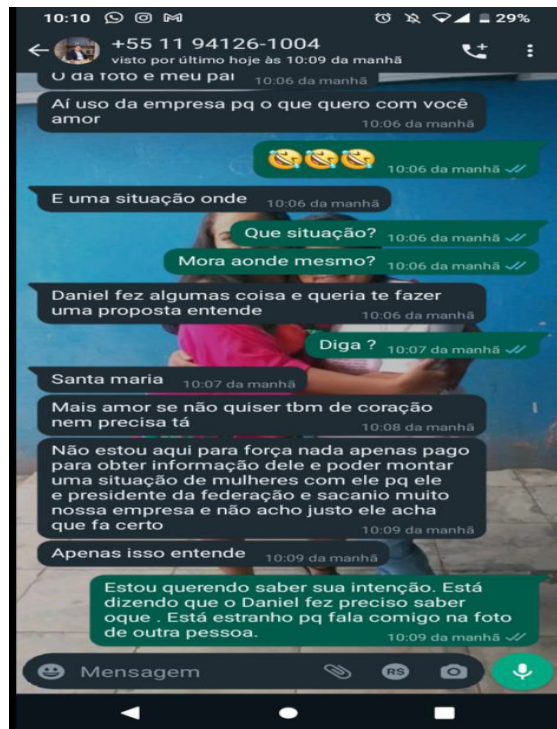 10:10 29%
+55 11 94126-1004
visto por último hoje às 10:09 da manhã
O da foto e meu pai 10:06 da manhã
Aí uso da empresa pq o que quero com você
amor 10:06 da manhã
10:06 da manhã
E uma situação onde 10:06 da manhã
Que situação? 10:06 da manhã
Mora aonde mesmo? 10:06 da manhã
Daniel fez algumas coisa e queria te fazer
uma proposta entende 10:06 da manhã
Diga ? 10:07 da manhã
Santa maria 10:07 da manhã
Mais amor se não quiser tbm de coração
nem precisa tá 10:08 da manhã
Não estou aqui para força nada apenas pago
para obter informação dele e poder montar
uma situação de mulheres com ele pq ele
e presidente da federação e sacanio muito
nossa empresa e não acho justo ele acha
que fa certo 10:09 da manhã
Apenas isso entende 10:09 da manhã
Estou querendo saber sua intenção. Está
dizendo que o Daniel fez preciso saber
oque . Está estranho pq fala comigo na foto
de outra pessoa. 10:09 da manhã
Mensagem R$